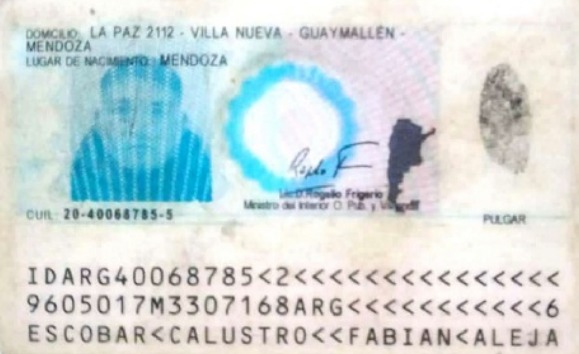 DOMICILIO: LA PAZ 2112 - VILLA NUEVA - GUAYMALLÉN -
MENDOZA
LUGAR DE NACIMIENTO: MENDOZA
Lic. Rogelio Frigerio
Ministro del Interior O. Púb. y Vivienda
CUIL: 20-40068785-5
PULGAR
IDARG40068785<2<<<<<<<<<<<<<<<
9605017M3307168ARG<<<<<<<<<<<6
ESCOBAR<CALUSTRO<<FABIAN<ALEJA